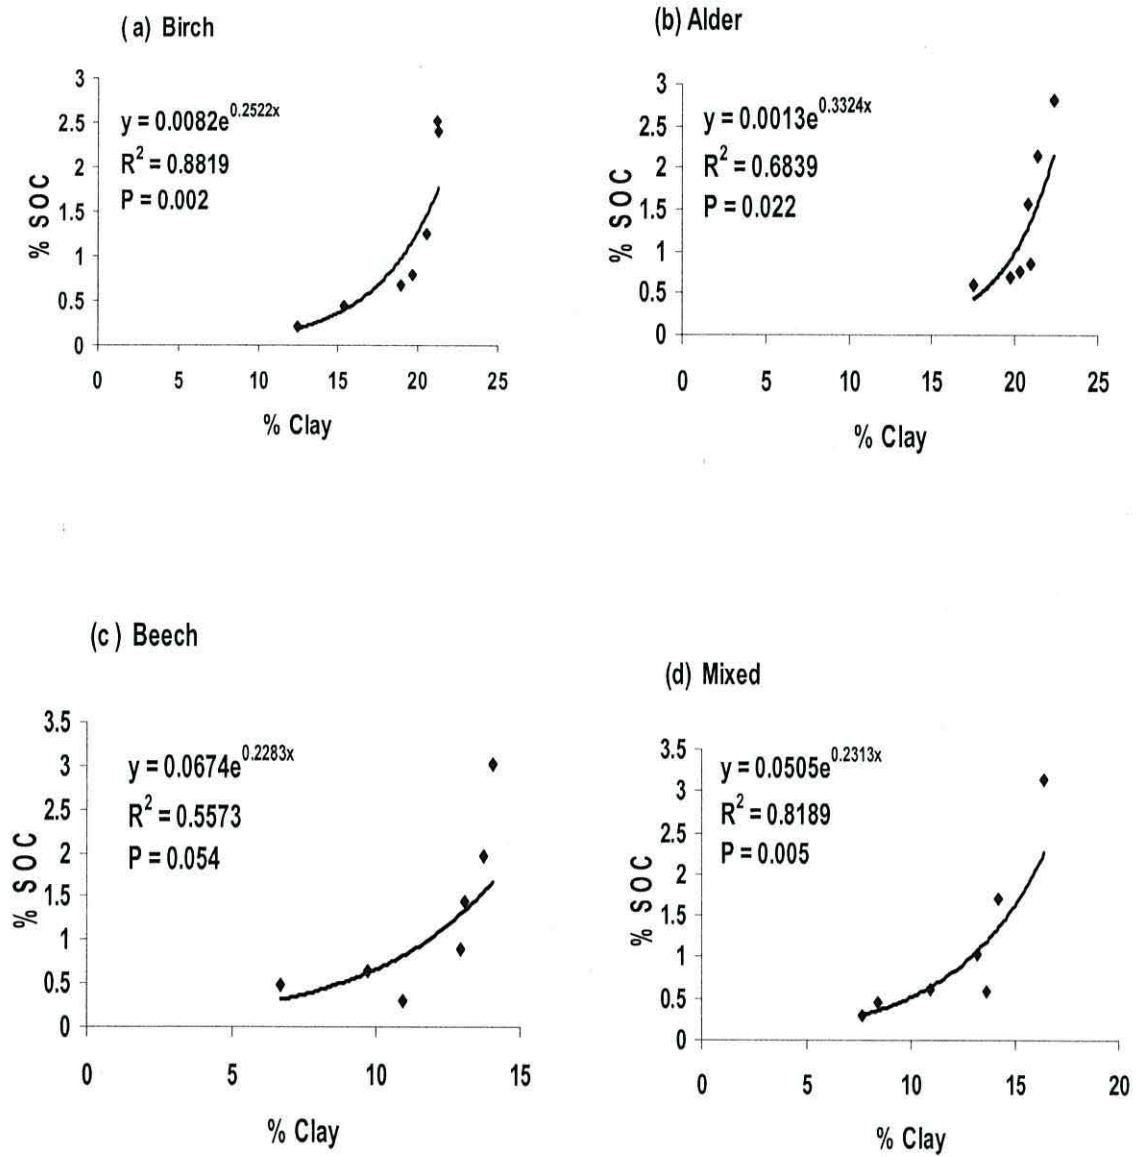 ( a) Birch
3
2.5
2
1.5
1
0.5
0
y = 0.0082e^0.2522x
R^2 = 0.8819
P = 0.002
% SOC
0 5 10 15 20 25
% Clay
(b) Alder
3
2.5
2
1.5
1
0.5
0
y = 0.0013e^0.3324x
R^2 = 0.6839
P = 0.022
% SOC
0 5 10 15 20 25
% Clay
(c ) Beech
3.5
3
2.5
2
1.5
1
0.5
0
y = 0.0674e^0.2283x
R^2 = 0.5573
P = 0.054
% SOC
0 5 10 15
% Clay
(d) Mixed
3.5
3
2.5
2
1.5
1
0.5
0
y = 0.0505e^0.2313x
R^2 = 0.8189
P = 0.005
% SOC
0 5 10 15 20
% Clay